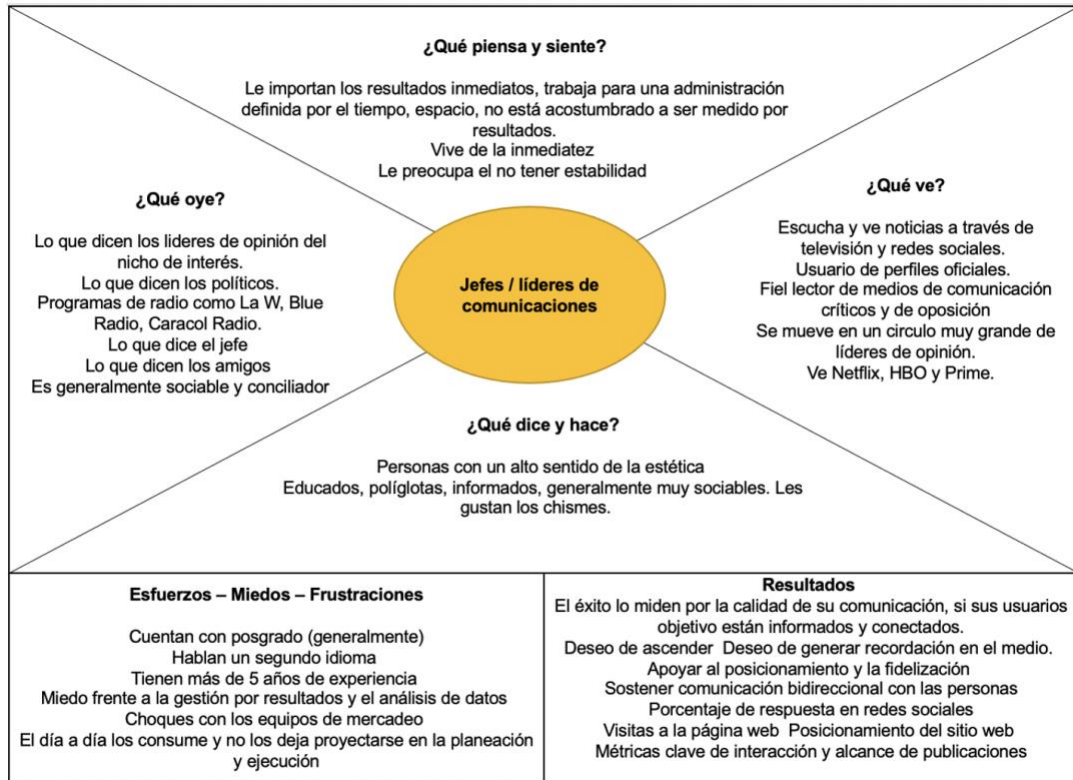 ¿Qué piensa y siente?
Le importan los resultados inmediatos, trabaja para una administración
definida por el tiempo, espacio, no está acostumbrado a ser medido por
resultados.
Vive de la inmediatez
Le preocupa el no tener estabilidad
¿Qué oye?
Lo que dicen los lideres de opinión del
nicho de interés.
Lo que dicen los políticos.
Programas de radio como La W, Blue
Radio, Caracol Radio.
Lo que dice el jefe
Lo que dicen los amigos
Es generalmente sociable y conciliador
Jefes / líderes de
comunicaciones
¿Qué ve?
Escucha y ve noticias a través de
televisión y redes sociales.
Usuario de perfiles oficiales.
Fiel lector de medios de comunicación
críticos y de oposición
Se mueve en un circulo muy grande de
líderes de opinión.
Ve Netflix, HBO y Prime.
¿Qué dice y hace?
Personas con un alto sentido de la estética
Educados, políglotas, informados, generalmente muy sociables. Les
gustan los chismes.
Esfuerzos – Miedos – Frustraciones
Cuentan con posgrado (generalmente)
Hablan un segundo idioma
Tienen más de 5 años de experiencia
Miedo frente a la gestión por resultados y el análisis de datos
Choques con los equipos de mercadeo
El día a día los consume y no los deja proyectarse en la planeación
y ejecución
Resultados
El éxito lo miden por la calidad de su comunicación, si sus usuarios
objetivo están informados y conectados.
Deseo de ascender  Deseo de generar recordación en el medio.
Apoyar al posicionamiento y la fidelización
Sostener comunicación bidireccional con las personas
Porcentaje de respuesta en redes sociales
Visitas a la página web  Posicionamiento del sitio web
Métricas clave de interacción y alcance de publicaciones